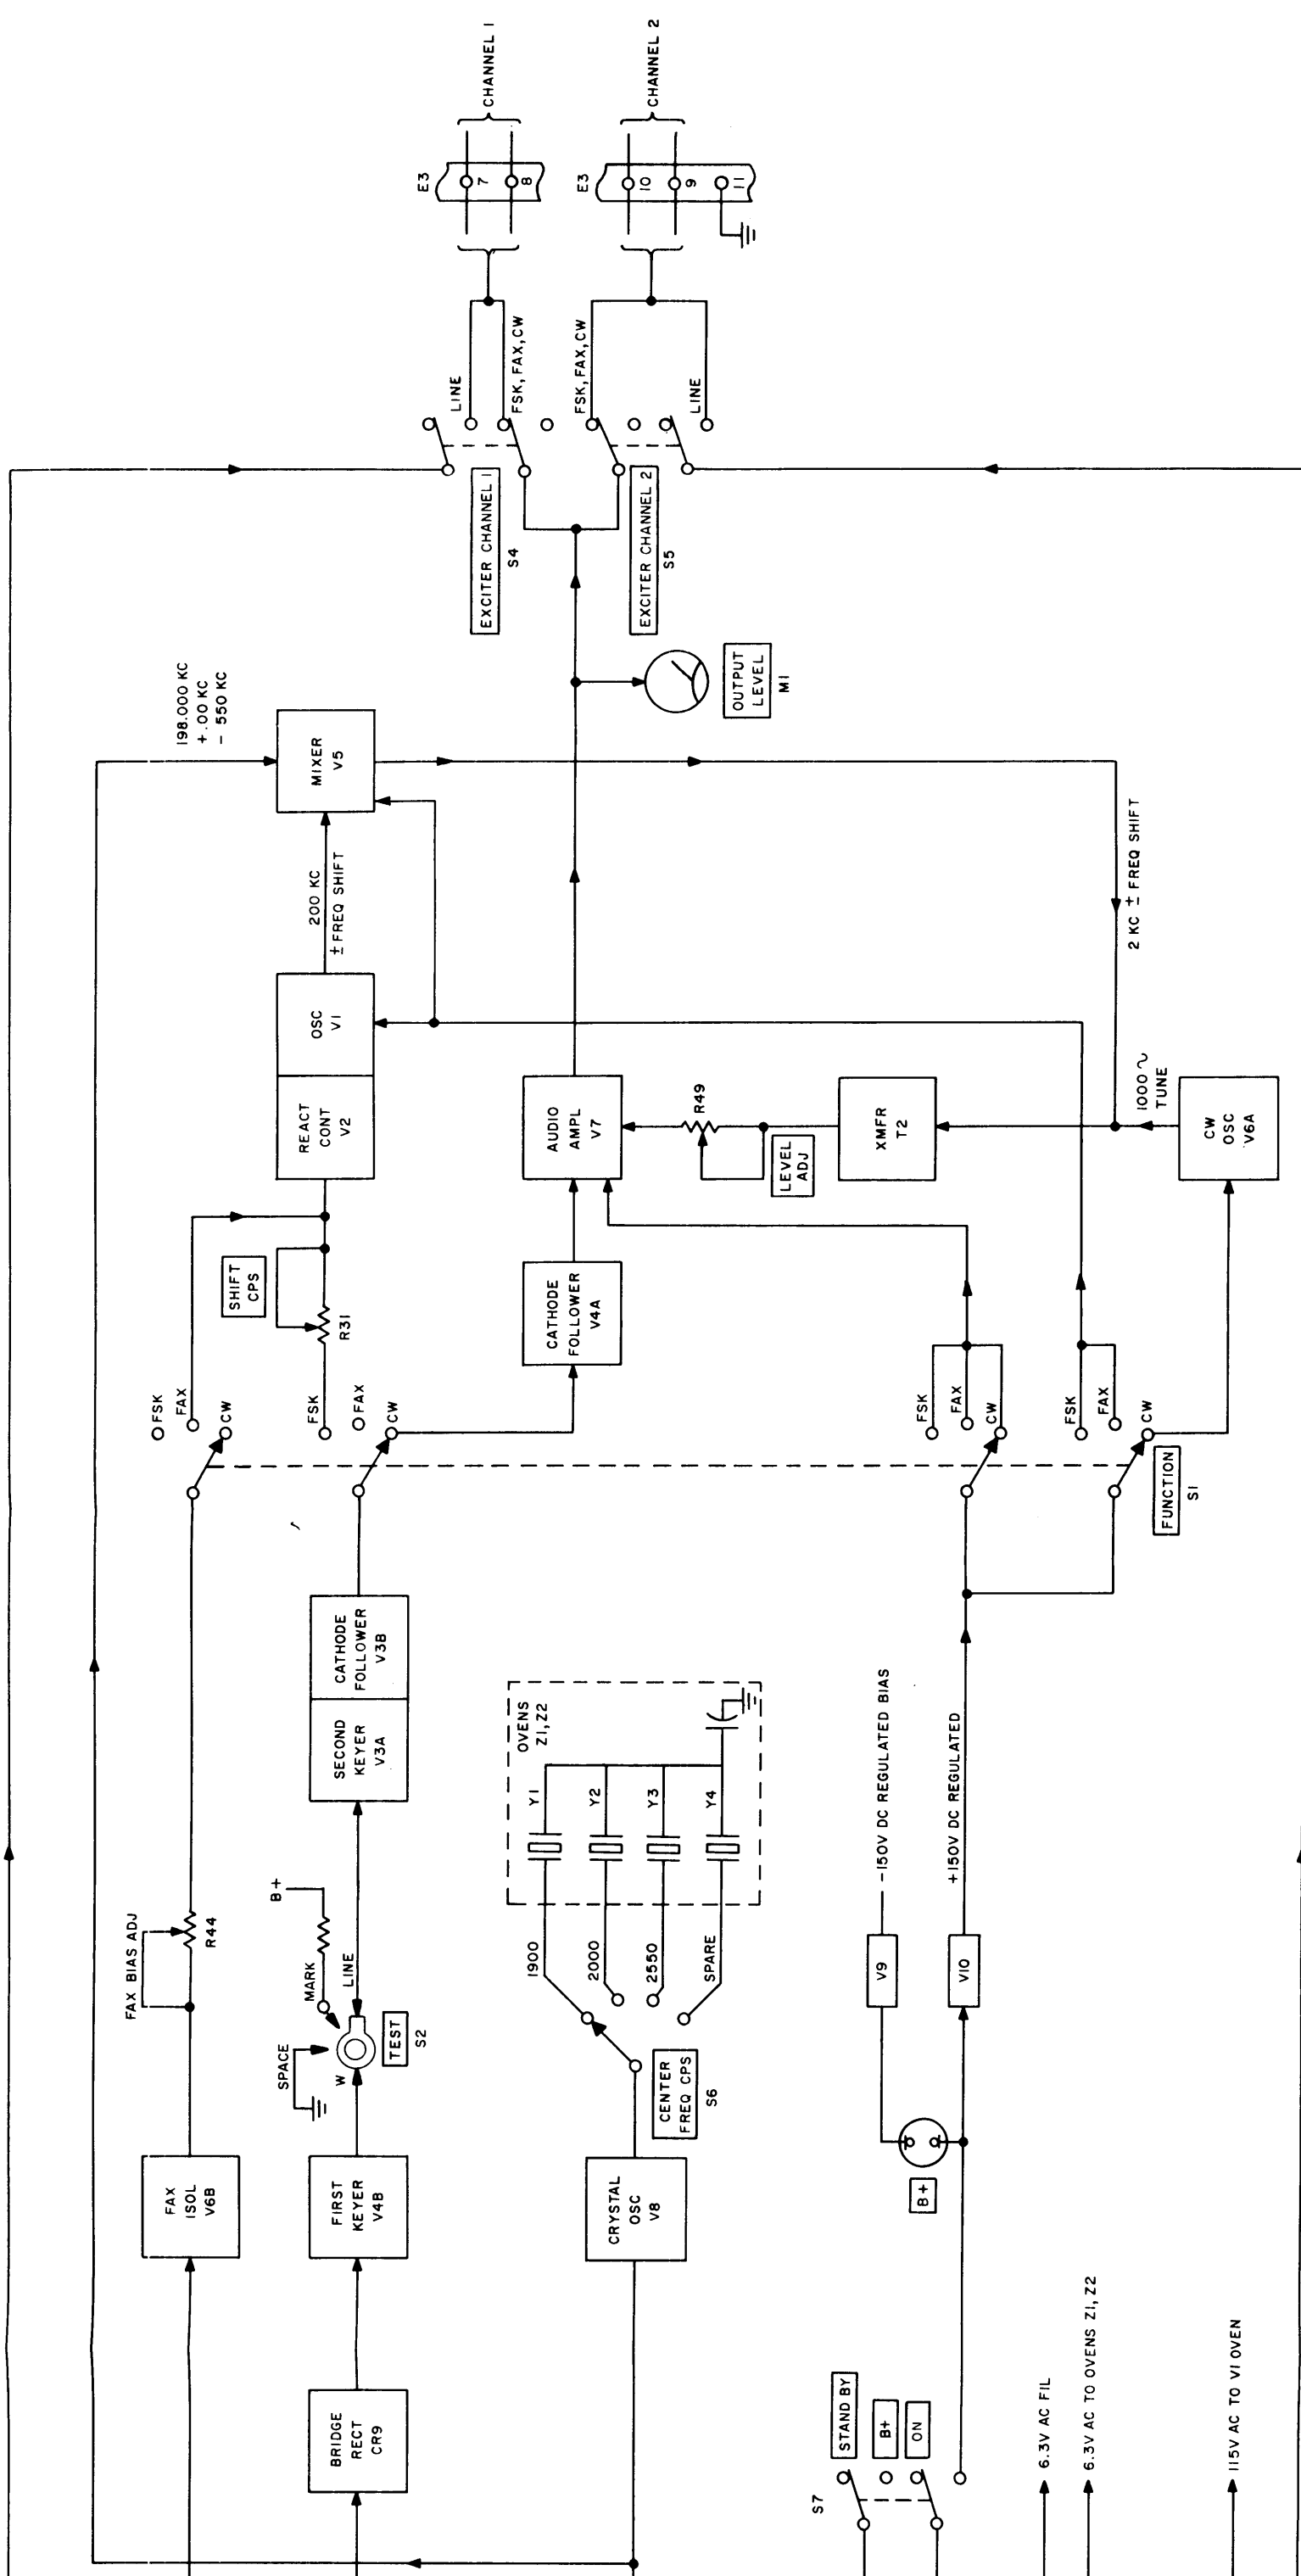 CHANNEL 1
CHANNEL 2
E3
7
8
E3
10
9
11
LINE
FSK, FAX, CW
FSK, FAX, CW
LINE
EXCITER CHANNEL 1
S4
EXCITER CHANNEL 2
S5
198.000 KC
+ .00 KC
- 550 KC
MIXER
V5
OUTPUT
LEVEL
M1
200 KC
± FREQ SHIFT
2 KC ± FREQ SHIFT
OSC
V1
REACT
CONT
V2
AUDIO
AMPL
V7
R49
LEVEL
ADJ
XMFR
T2
1000 ~
TUNE
CW
OSC
V6A
SHIFT
CPS
R31
CATHODE
FOLLOWER
V4A
FSK
FAX
CW
FSK
FAX
CW
FSK
FAX
CW
FSK
FAX
CW
FUNCTION
S1
CATHODE
FOLLOWER
V3B
SECOND
KEYER
V3A
OVENS
Z1, Z2
Y1
Y2
Y3
Y4
-150V DC REGULATED BIAS
+150V DC REGULATED
FAX BIAS ADJ
R44
B+
MARK
LINE
SPACE
W
TEST
S2
1900
2000
2550
SPARE
CENTER
FREQ CPS
S6
V9
V10
FAX
ISOL
V6B
FIRST
KEYER
V4B
CRYSTAL
OSC
V8
B+
BRIDGE
RECT
CR9
S7
STAND BY
B+
ON
6.3V AC FIL
6.3V AC TO OVENS Z1, Z2
115V AC TO V1 OVEN